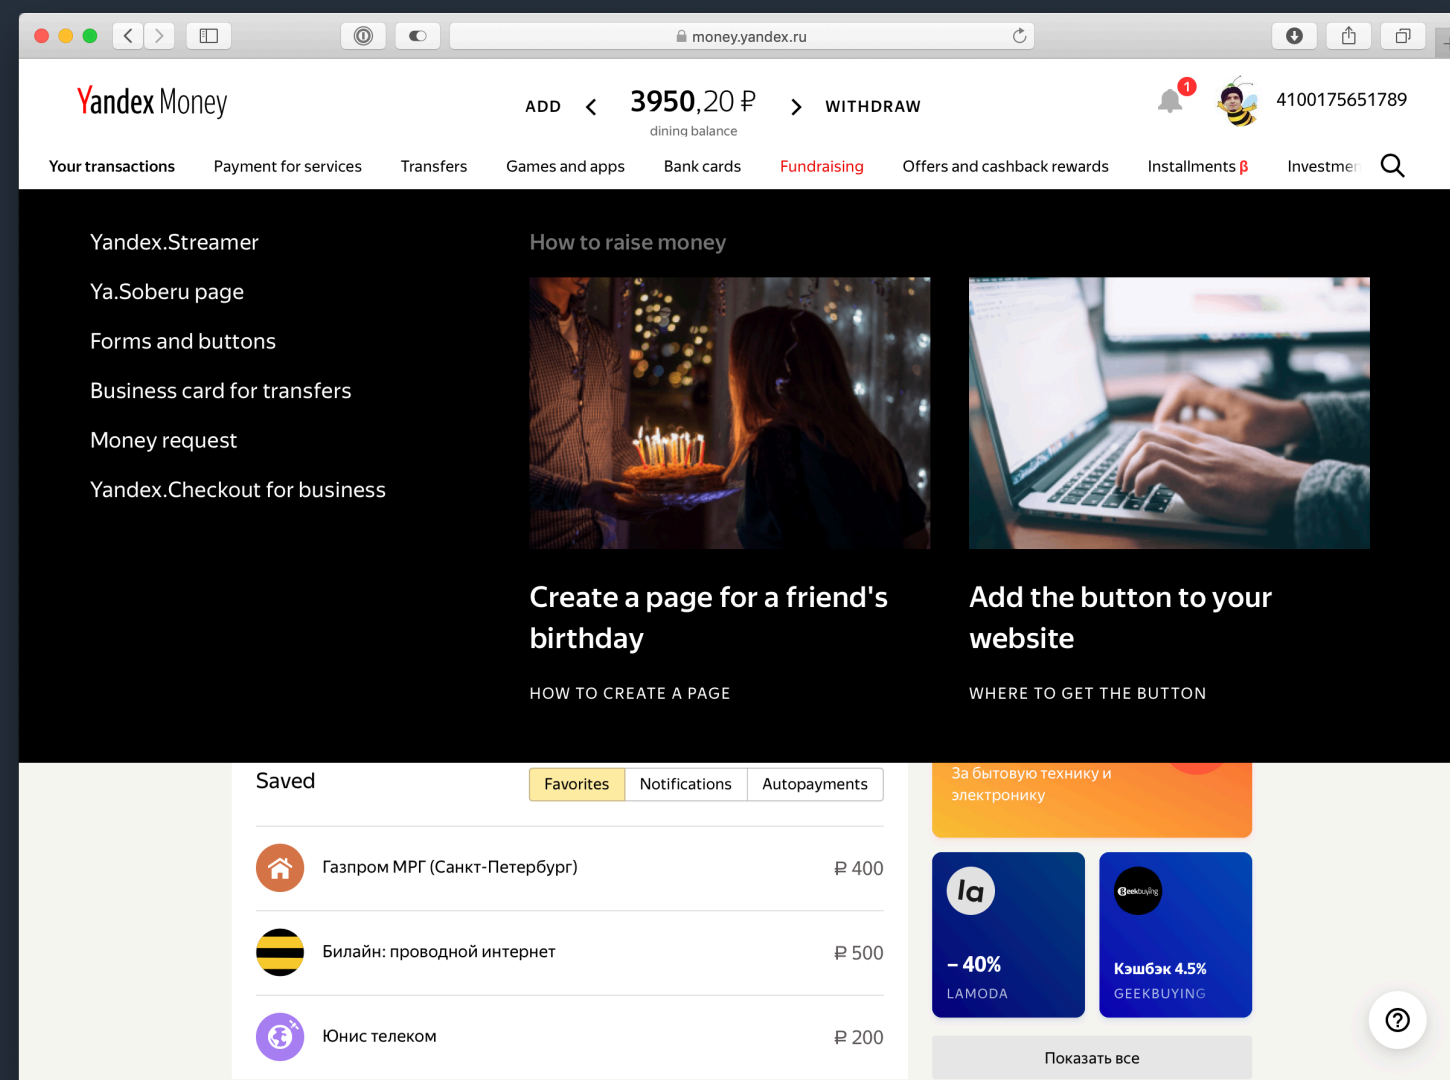 money.yandex.ru
Yandex Money
ADD
3950,20 ₽
WITHDRAW
dining balance
1
4100175651789
Your transactions
Payment for services
Transfers
Games and apps
Bank cards
Fundraising
Offers and cashback rewards
Installments β
Investmen
Yandex.Streamer
Ya.Soberu page
Forms and buttons
Business card for transfers
Money request
Yandex.Checkout for business
How to raise money
Create a page for a friend's
birthday
HOW TO CREATE A PAGE
Add the button to your
website
WHERE TO GET THE BUTTON
Saved
Favorites
Notifications
Autopayments
Газпром МРГ (Санкт-Петербург)
₽ 400
Билайн: проводной интернет
₽ 500
Юнис телеком
₽ 200
За бытовую технику и
электронику
la
– 40%
LAMODA
Geekbuying
Кэшбэк 4.5%
GEEKBUYING
Показать все
?